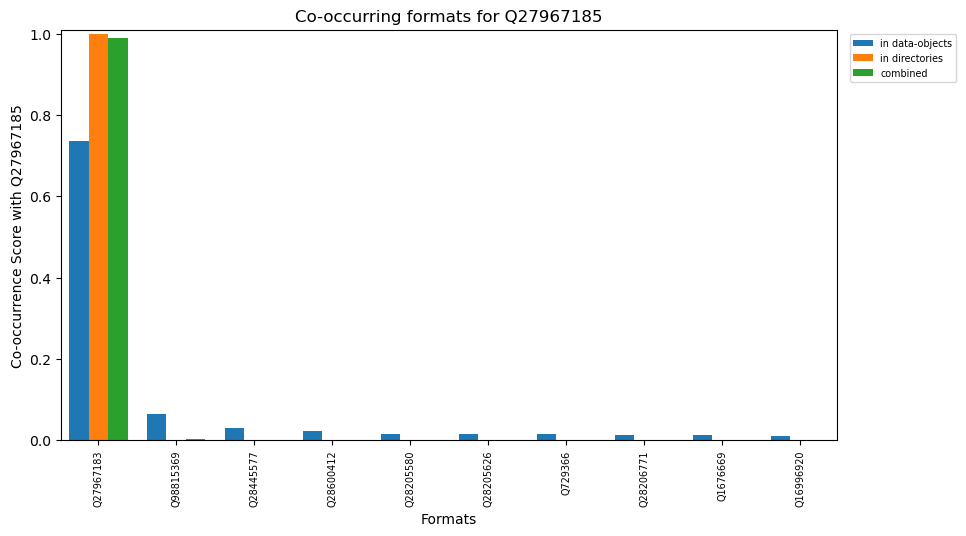 Co-occurring formats for Q27967185
Co-occurrence Score with Q27967185
1.0
0.8
0.6
0.4
0.2
0.0
Q27967183
Q98815369
Q28445577
Q28600412
Q28205580
Q28205626
Q729366
Q28206771
Q1676669
Q16996920
Formats
in data-objects
in directories
combined